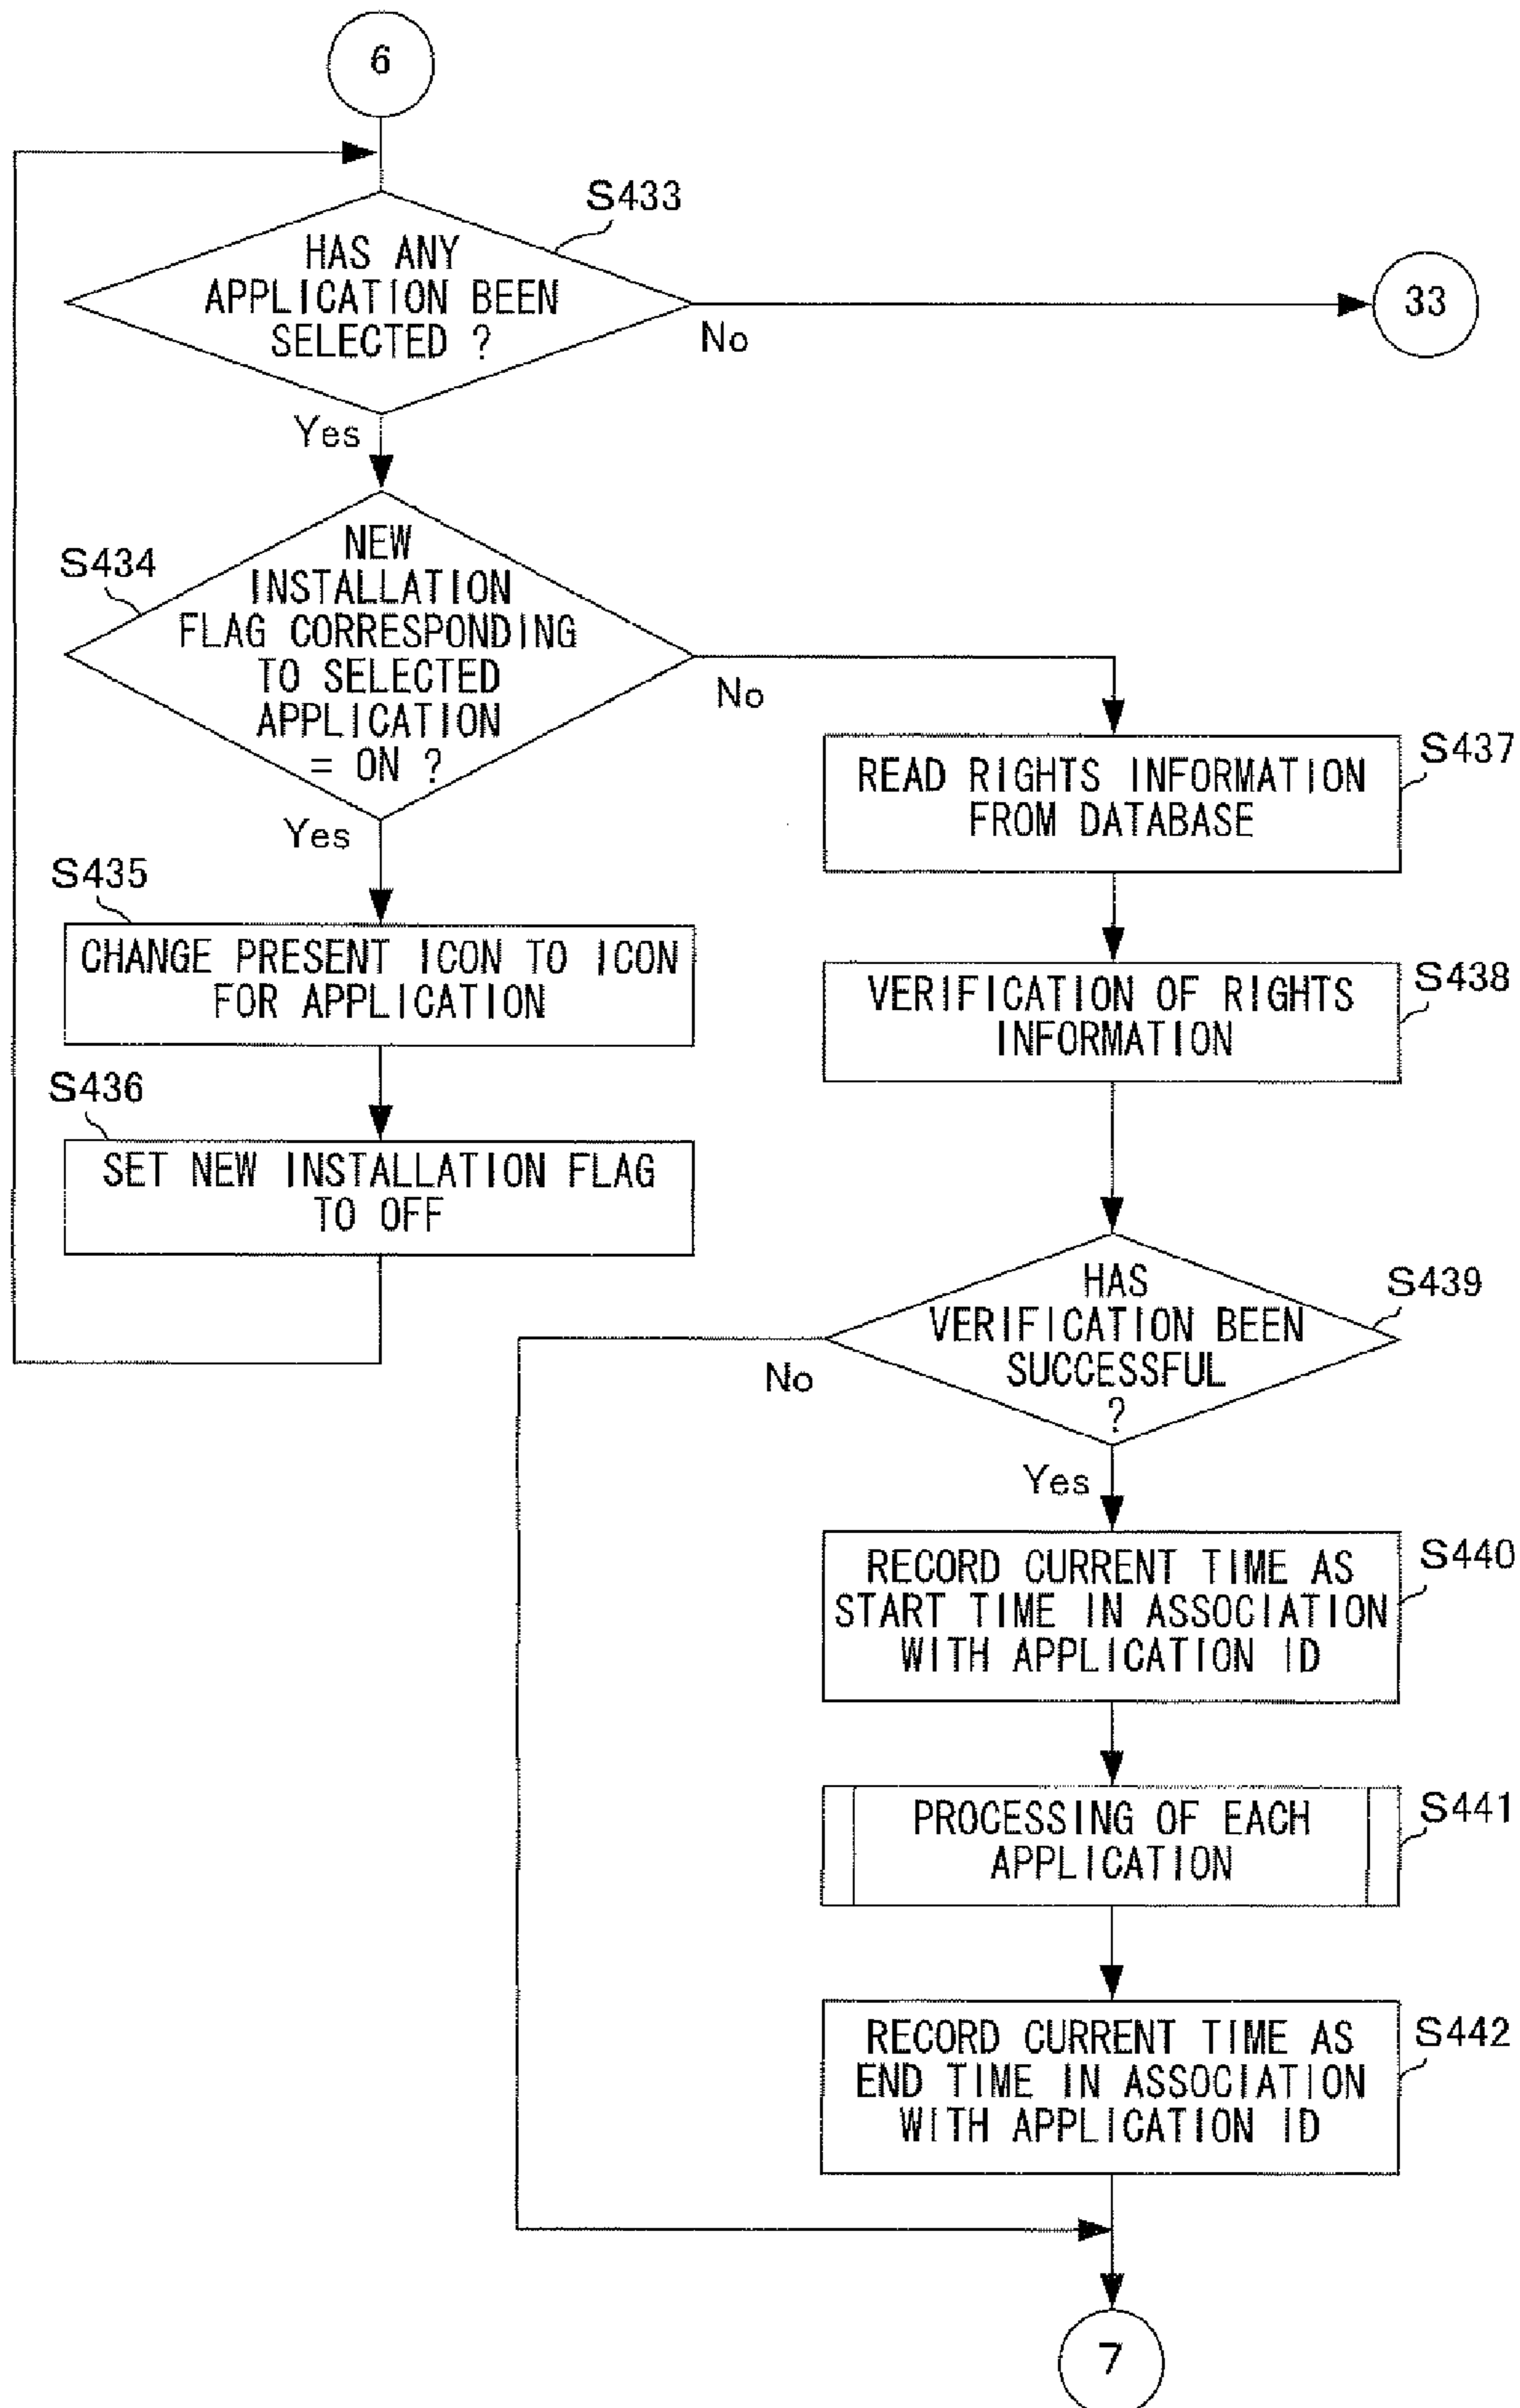 6
S433
HAS ANY
APPLICATION BEEN
SELECTED ?
No
33
Yes
S434
NEW
INSTALLATION
FLAG CORRESPONDING
TO SELECTED
APPLICATION
= ON ?
No
Yes
S435
CHANGE PRESENT ICON TO ICON
FOR APPLICATION
S436
SET NEW INSTALLATION FLAG
TO OFF
S437
READ RIGHTS INFORMATION
FROM DATABASE
S438
VERIFICATION OF RIGHTS
INFORMATION
S439
HAS
VERIFICATION BEEN
SUCCESSFUL
?
No
Yes
S440
RECORD CURRENT TIME AS
START TIME IN ASSOCIATION
WITH APPLICATION ID
S441
PROCESSING OF EACH
APPLICATION
S442
RECORD CURRENT TIME AS
END TIME IN ASSOCIATION
WITH APPLICATION ID
7